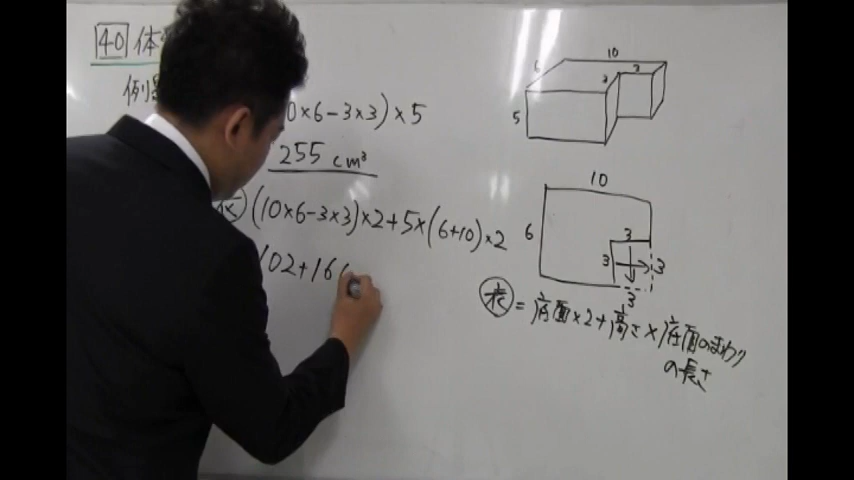 40 体
例
0×6-3×3)×5
255 cm³
表 (10×6-3×3)×2+5×(6+10)×2
102+160
10
6
3
3
5
10
6
3
3
3
3
表 = 底面×2+高さ×底面のまわり
の長さ